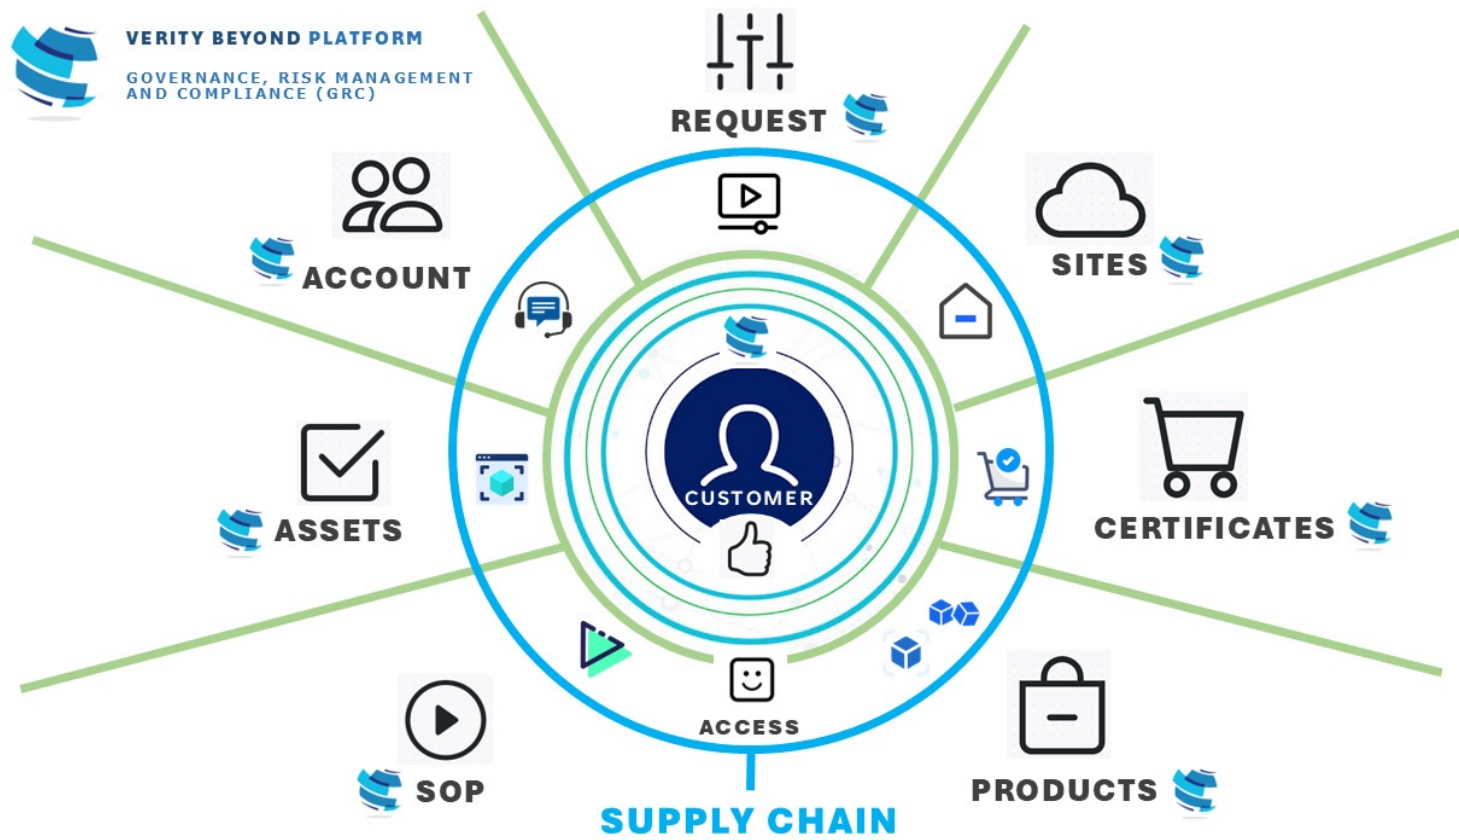 VERITY BEYOND PLATFORM
GOVERNANCE, RISK MANAGEMENT
AND COMPLIANCE (GRC)
REQUEST
ACCOUNT
SITES
ASSETS
CUSTOMER
CERTIFICATES
ACCESS
SOP
PRODUCTS
SUPPLY CHAIN